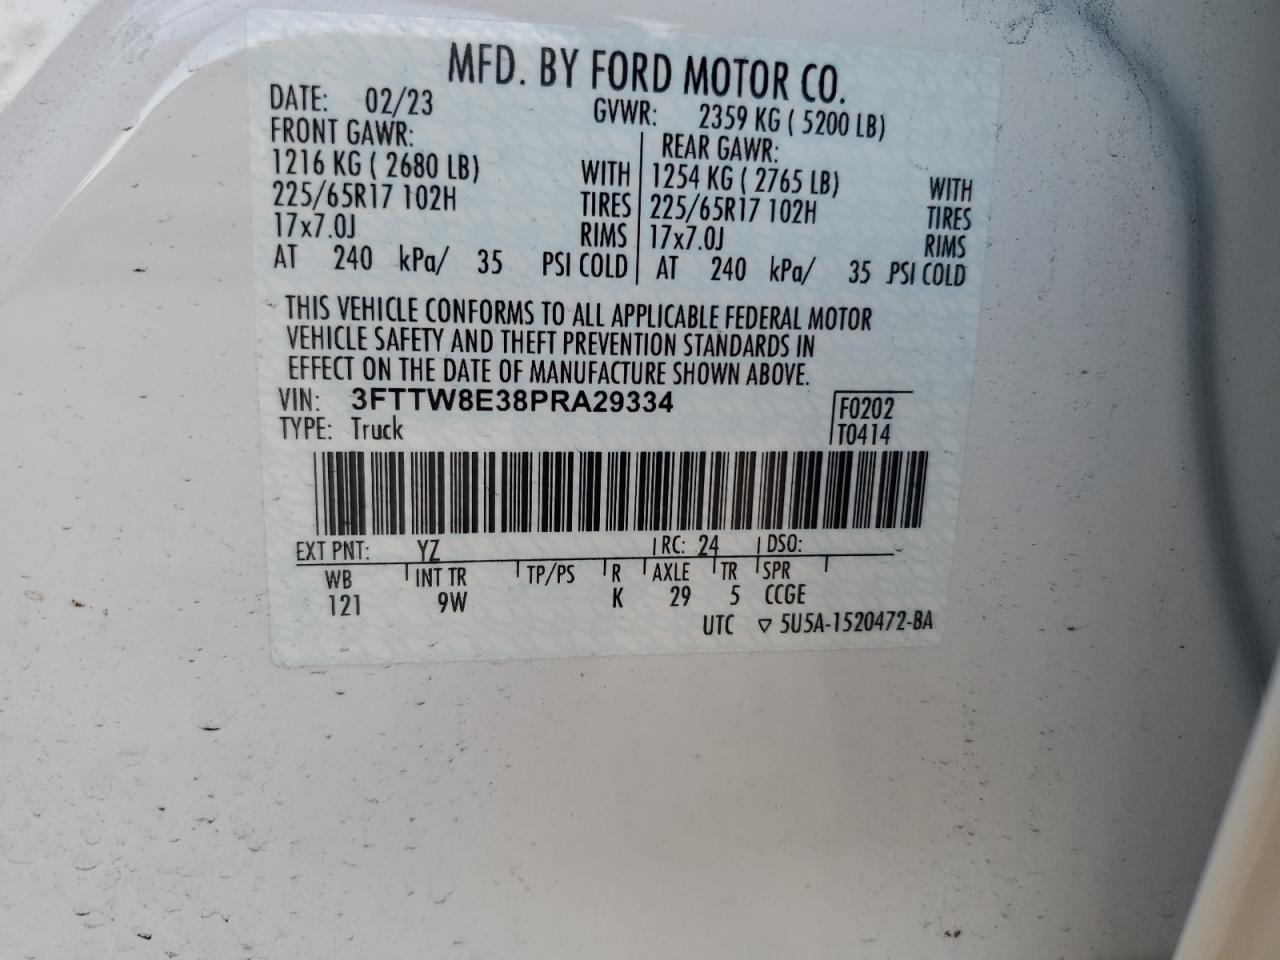 MFD. BY FORD MOTOR CO.
DATE: 02/23 GVWR: 2359 KG ( 5200 LB)
FRONT GAWR: REAR GAWR:
1216 KG ( 2680 LB) WITH 1254 KG ( 2765 LB) WITH
225/65R17 102H TIRES 225/65R17 102H TIRES
17x7.0J RIMS 17x7.0J RIMS
AT 240 kPa/ 35 PSI COLD AT 240 kPa/ 35 PSI COLD
THIS VEHICLE CONFORMS TO ALL APPLICABLE FEDERAL MOTOR
VEHICLE SAFETY AND THEFT PREVENTION STANDARDS IN
EFFECT ON THE DATE OF MANUFACTURE SHOWN ABOVE.
VIN: 3FTTW8E38PRA29334 F0202
TYPE: Truck T0414
EXT PNT: YZ RC: 24 DSO:
WB INT TR TP/PS R AXLE TR SPR
121 9W K 29 5 CCGE
UTC ▽ 5U5A-1520472-BA